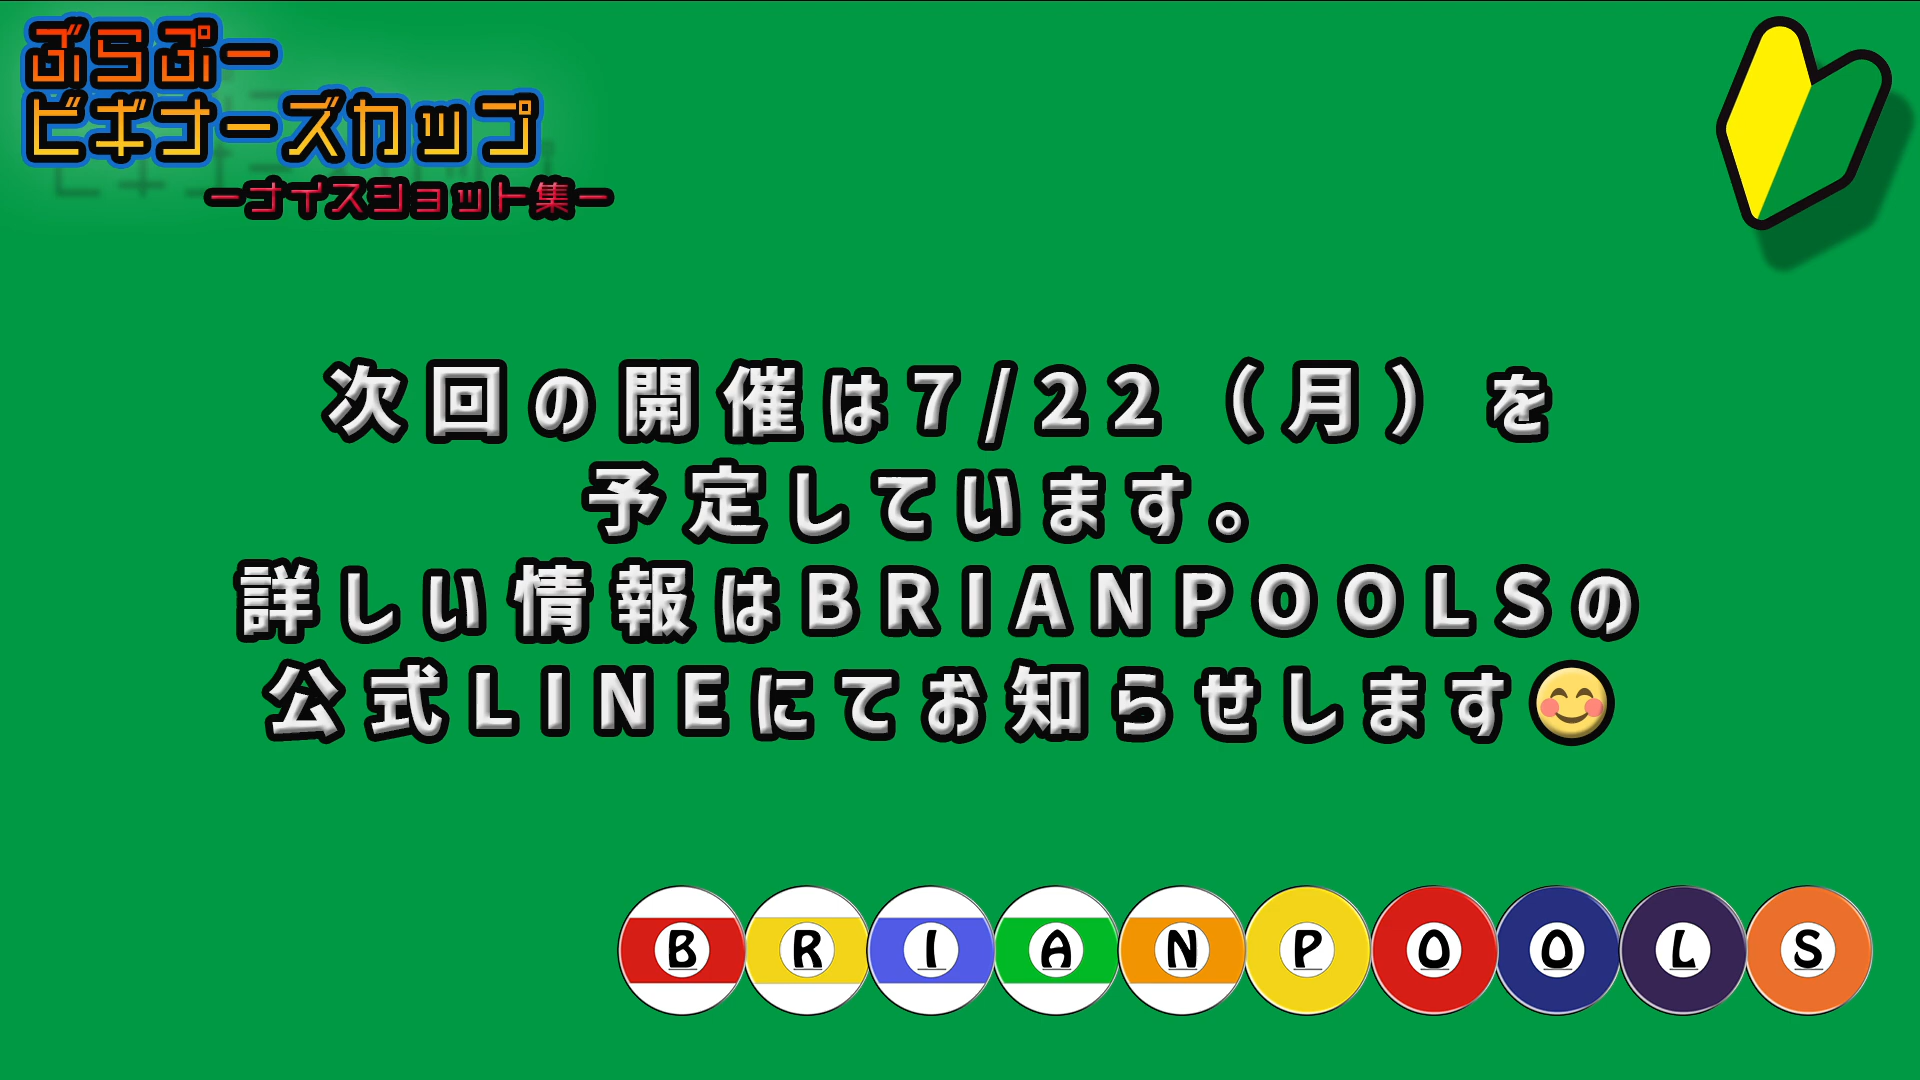 ぶらぷー
ビギナーズカップ
ーナイスショット集ー
次回の開催は7/22（月）を
予定しています。
詳しい情報はBRIANPOOLSの
公式LINEにてお知らせします😊
BRIANPOOLS